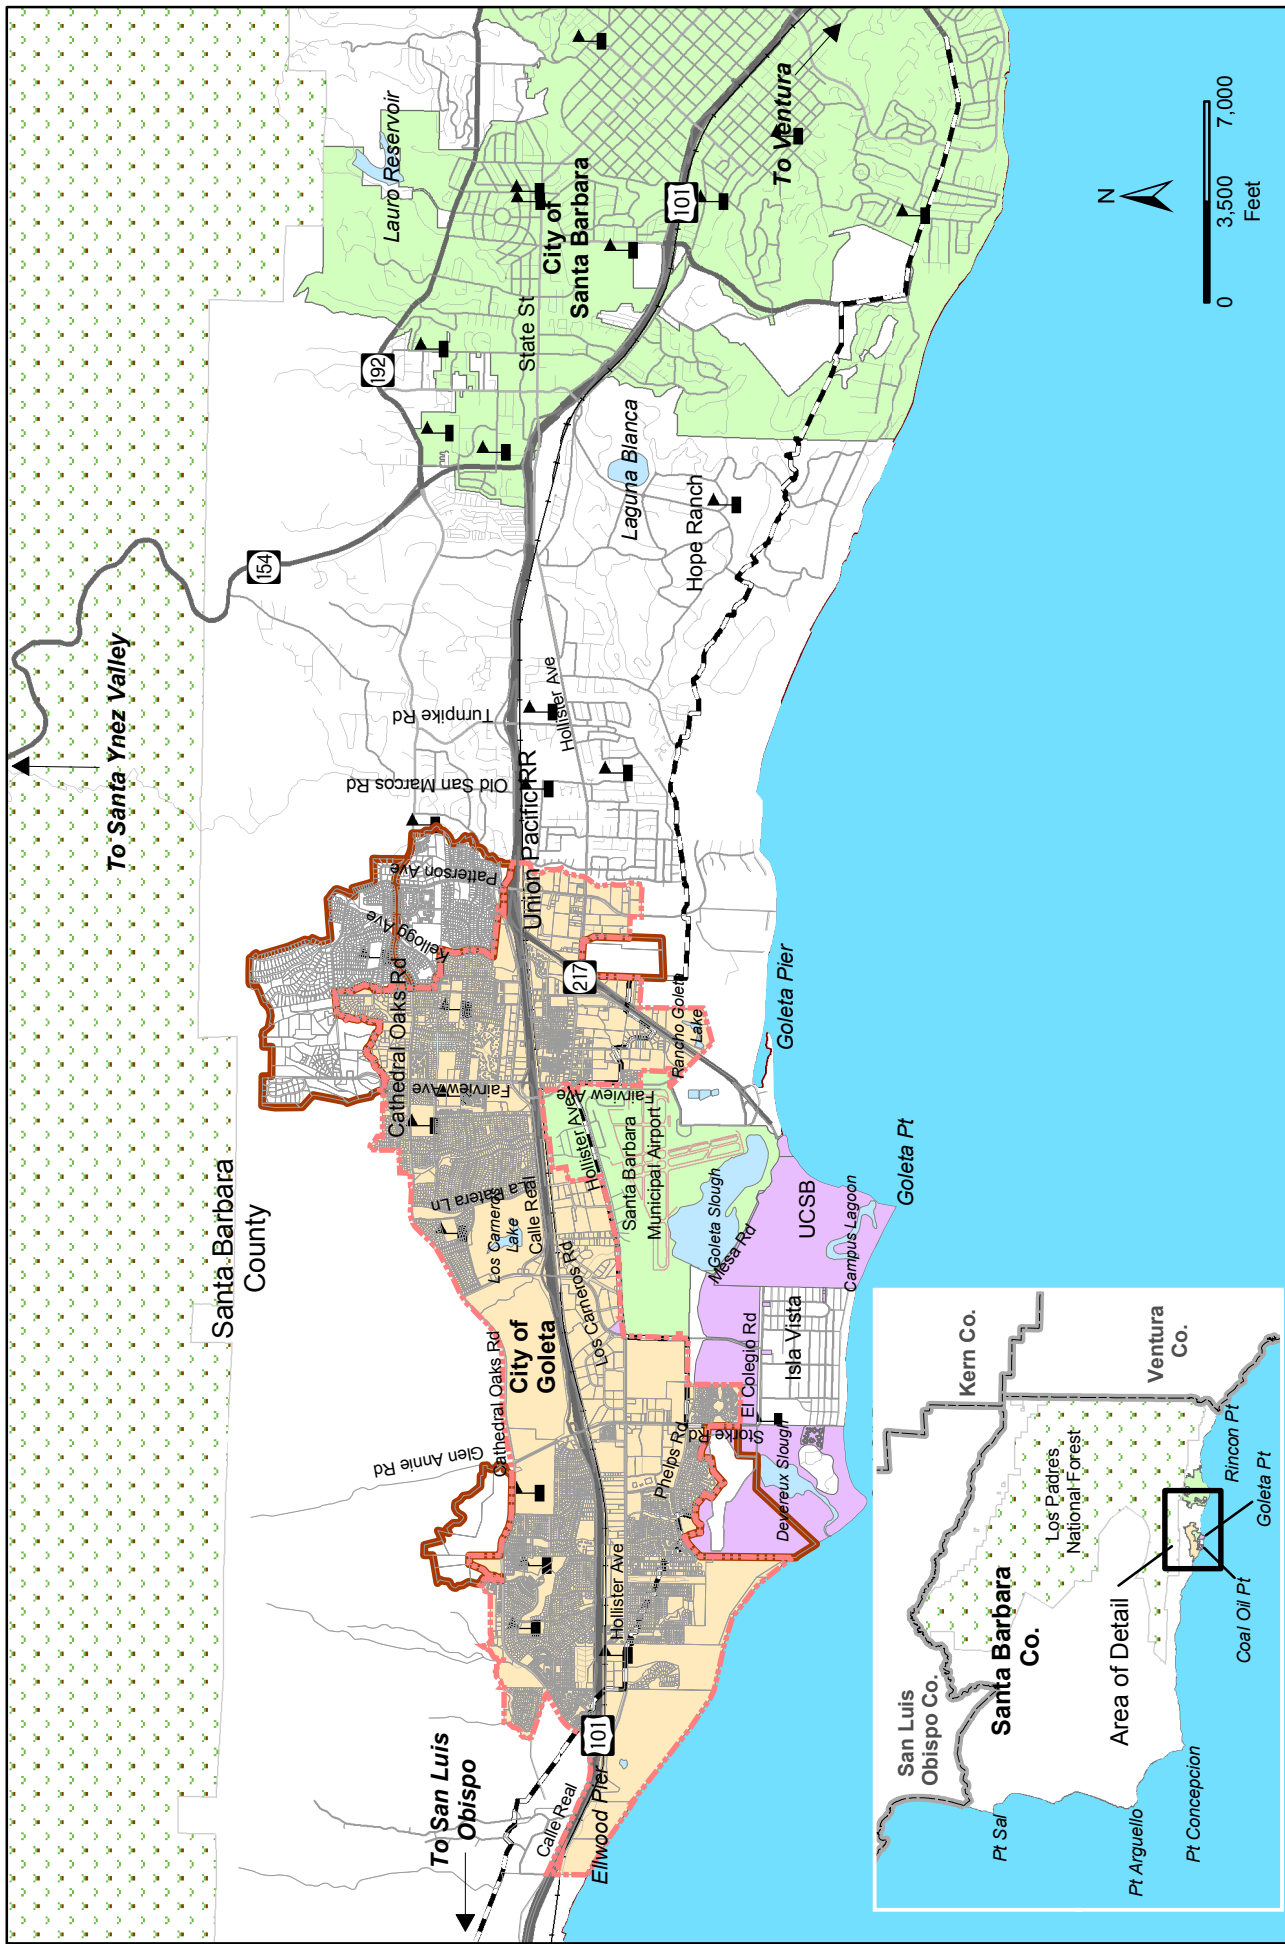 To San Luis
Obispo
To Santa Ynez Valley
To Ventura
Santa Barbara
County
Lauro Reservoir
192
154
City of
Santa Barbara
State St
101
Laguna Blanca
Hope Ranch
Turnpike Rd
Hollister Ave
Old San Marcos Rd
Union Pacific RR
Patterson Ave
Kellogg Ave
Cathedral Oaks Rd
217
Rancho Goleta
Lake
Goleta Pier
Fairview Ave
Fairview Ave
Hollister Ave
Santa Barbara
Municipal Airport
La Patera Ln
Los Carneros
Lake
Calle Real
Los Carneros Rd
Goleta Slough
Mesa Rd
UCSB
Campus Lagoon
Goleta Pt
City of
Goleta
Cathedral Oaks Rd
Glen Annie Rd
El Colegio Rd
Isla Vista
Storke Rd
Phelps Rd
Devereux Slough
Hollister Ave
101
Calle Real
Ellwood Pier
N
0
3,500
7,000
Feet
San Luis
Obispo Co.
Kern Co.
Ventura
Co.
Santa Barbara
Co.
Los Padres
National Forest
Area of Detail
Pt Sal
Pt Arguello
Pt Concepcion
Coal Oil Pt
Goleta Pt
Rincon Pt